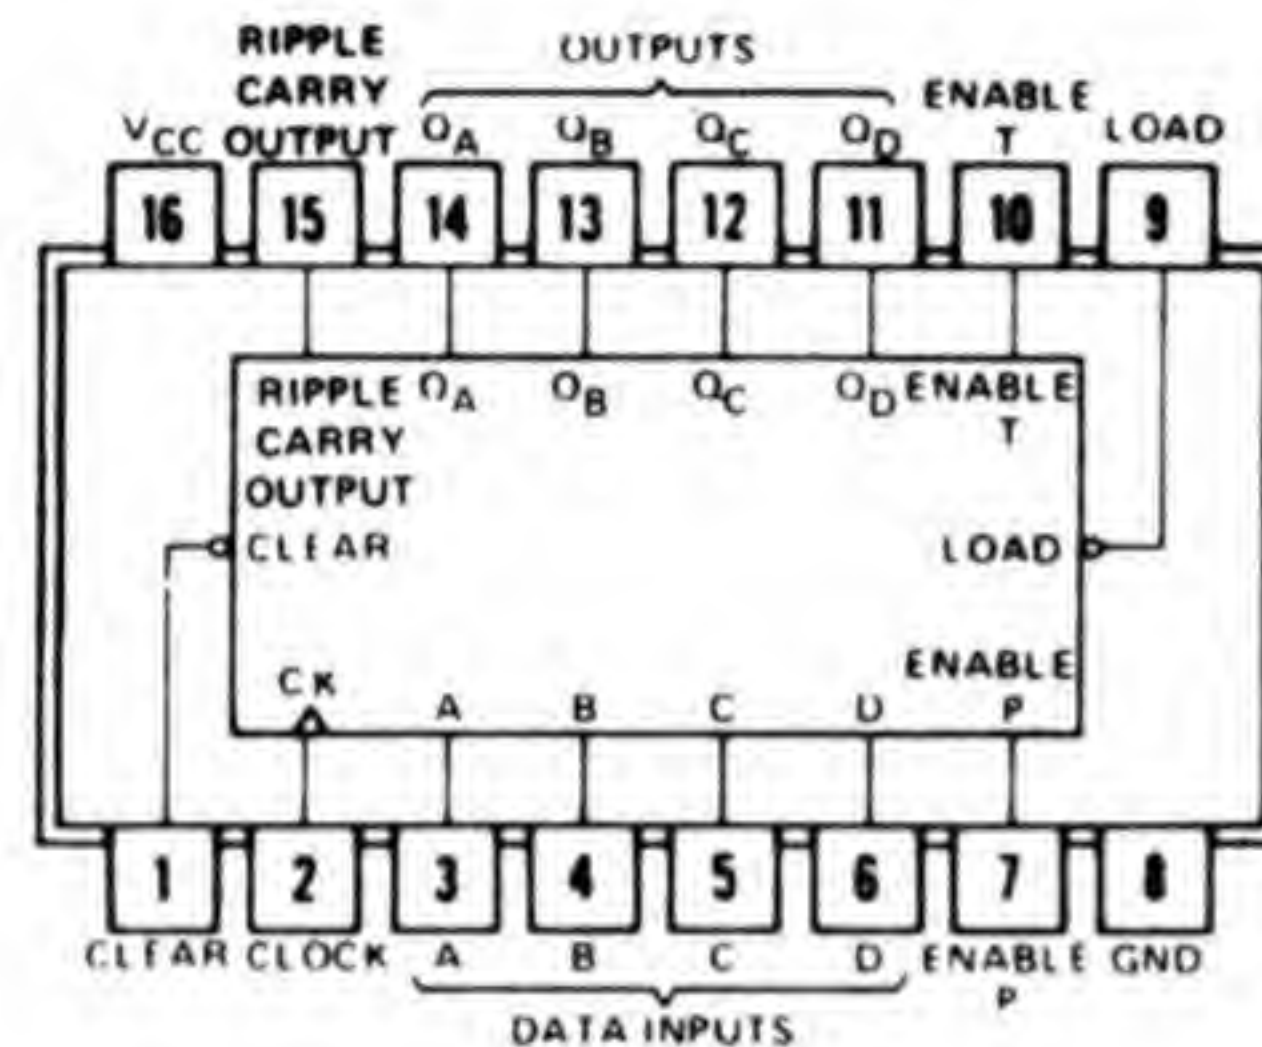 RIPPLE
CARRY
OUTPUT
OUTPUTS
ENABLE
T
VCC QA QB QC QD LOAD
16 15 14 13 12 11 10 9
RIPPLE
CARRY
OUTPUT
QA QB QC QD ENABLE
T
CLEAR LOAD
CK ENABLE
A B C D P
1 2 3 4 5 6 7 8
CLEAR CLOCK A B C D ENABLE GND
P
DATA INPUTS